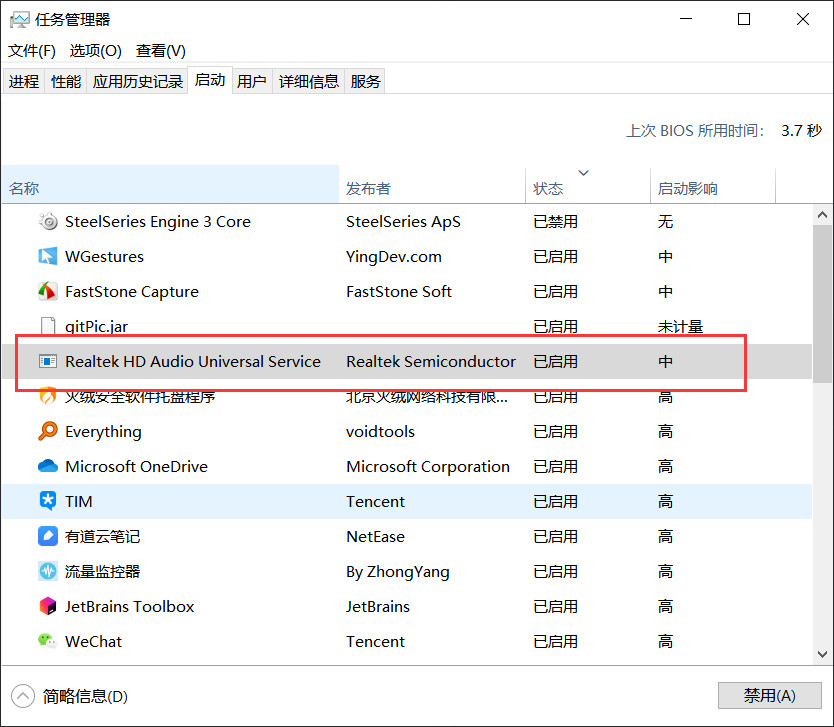 任务管理器
文件(F) 选项(O) 查看(V)
进程 性能 应用历史记录 启动 用户 详细信息 服务
上次 BIOS 所用时间： 3.7 秒
名称 发布者 状态 启动影响
SteelSeries Engine 3 Core SteelSeries ApS 已禁用 无
WGestures YingDev.com 已启用 中
FastStone Capture FastStone Soft 已启用 中
gitPic.jar 已启用 未计量
Realtek HD Audio Universal Service Realtek Semiconductor 已启用 中
火绒安全软件托盘程序 北京火绒网络科技有限... 已启用 高
Everything voidtools 已启用 高
Microsoft OneDrive Microsoft Corporation 已启用 高
TIM Tencent 已启用 高
有道云笔记 NetEase 已启用 高
流量监控器 By ZhongYang 已启用 高
JetBrains Toolbox JetBrains 已启用 高
WeChat Tencent 已启用 高
简略信息(D) 禁用(A)